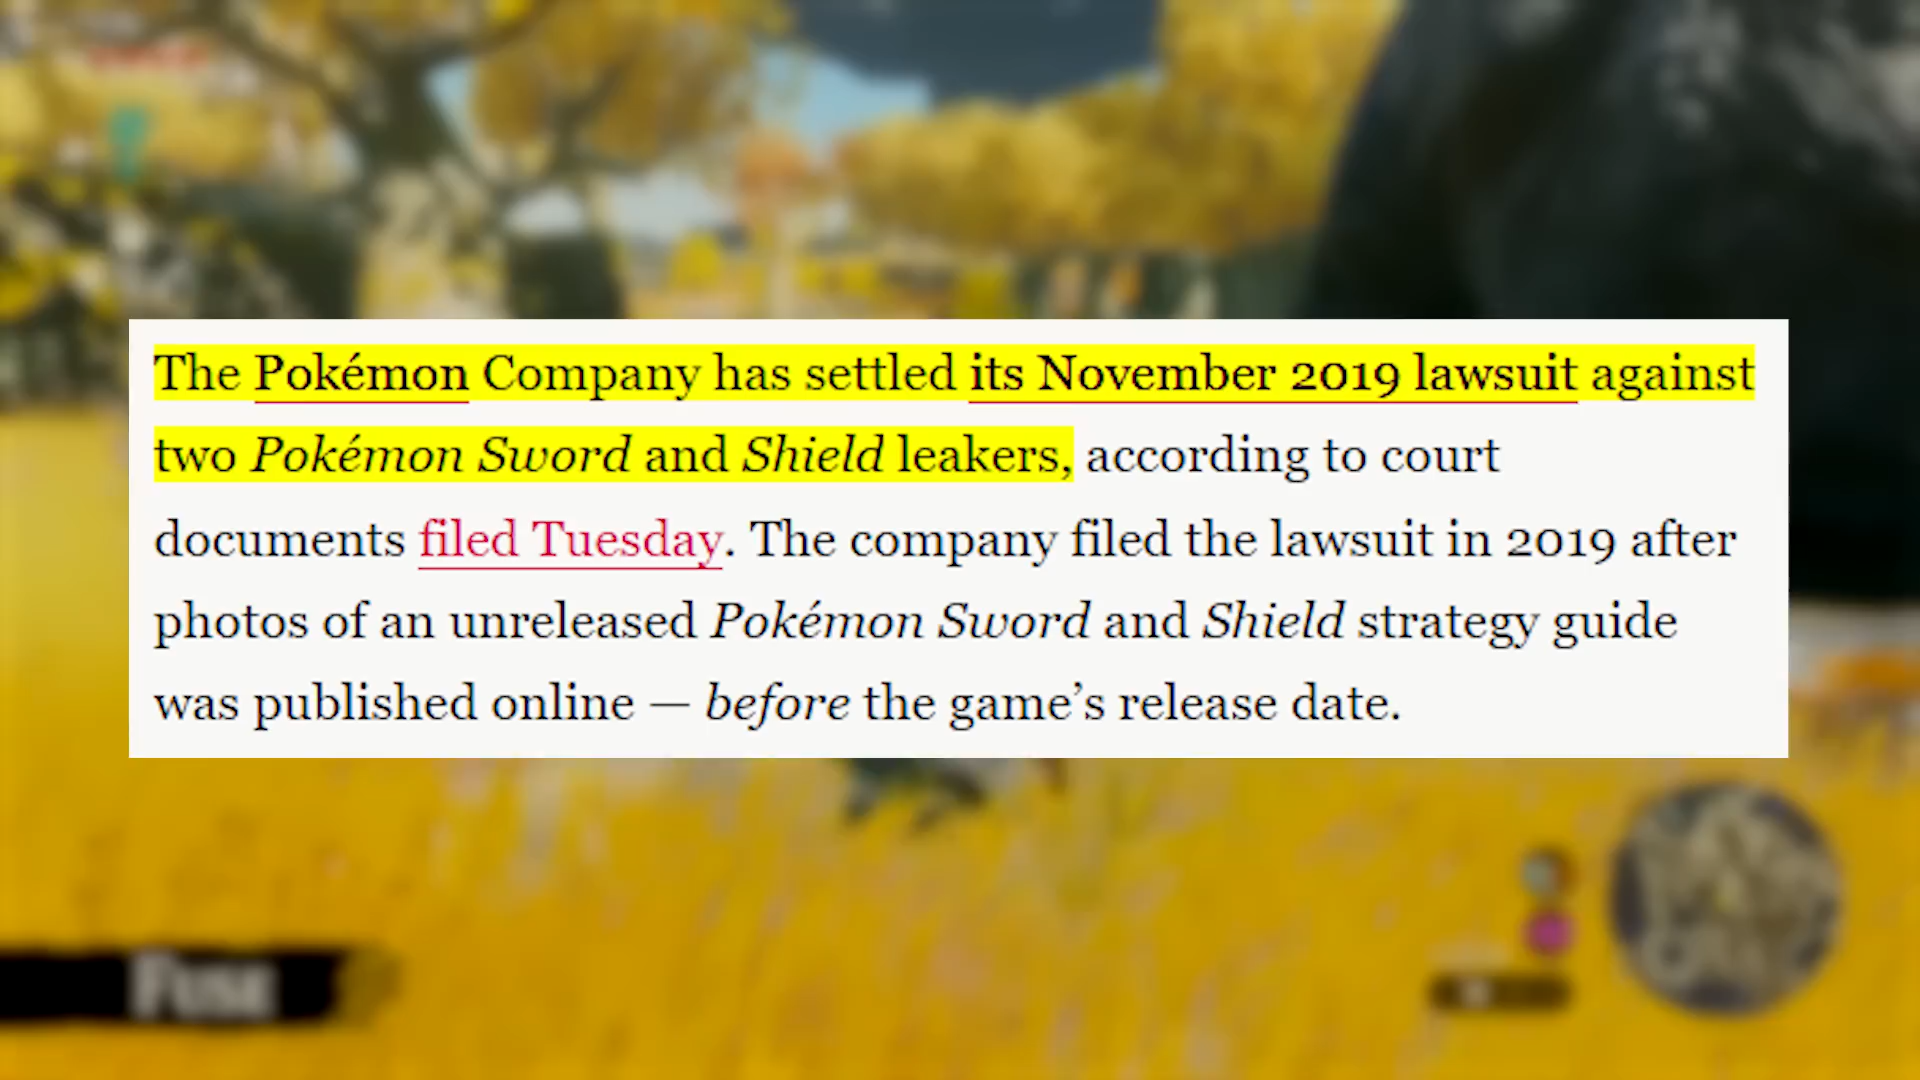 The Pokémon Company has settled its November 2019 lawsuit against
two Pokémon Sword and Shield leakers, according to court
documents filed Tuesday. The company filed the lawsuit in 2019 after
photos of an unreleased Pokémon Sword and Shield strategy guide
was published online — before the game’s release date.
Fuse